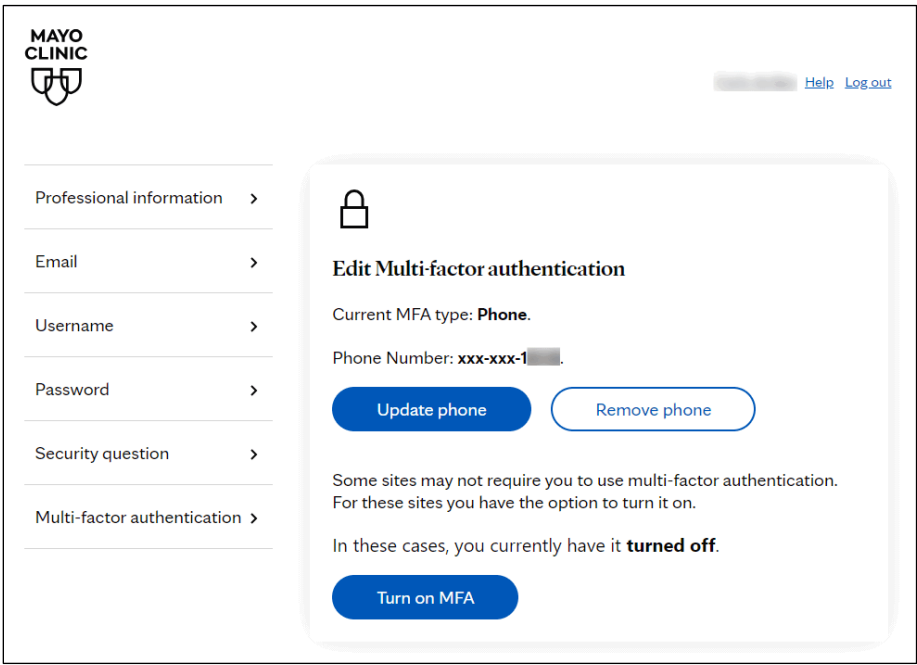 MAYO
CLINIC
Help Log out
Professional information
Email
Username
Password
Security question
Multi-factor authentication
Edit Multi-factor authentication
Current MFA type: Phone.
Phone Number: xxx-xxx-1 .
Update phone Remove phone
Some sites may not require you to use multi-factor authentication.
For these sites you have the option to turn it on.
In these cases, you currently have it turned off.
Turn on MFA